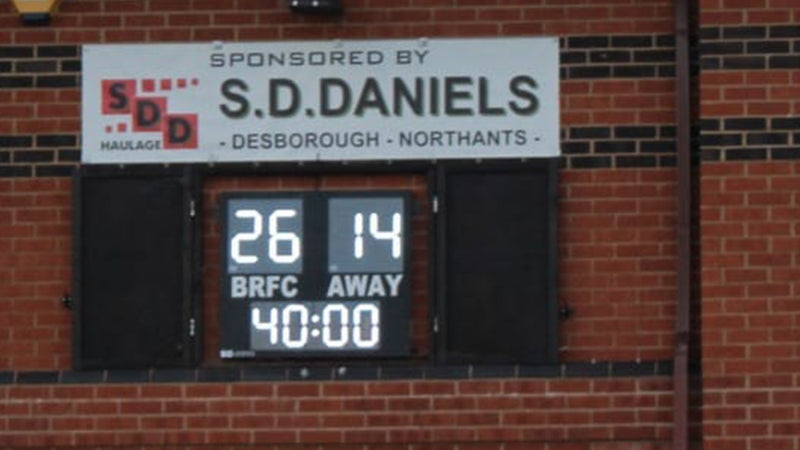 SPONSORED BY
S.D.DANIELS
SDD
HAULAGE
- DESBOROUGH - NORTHANTS -
26 14
BRFC AWAY
40:00